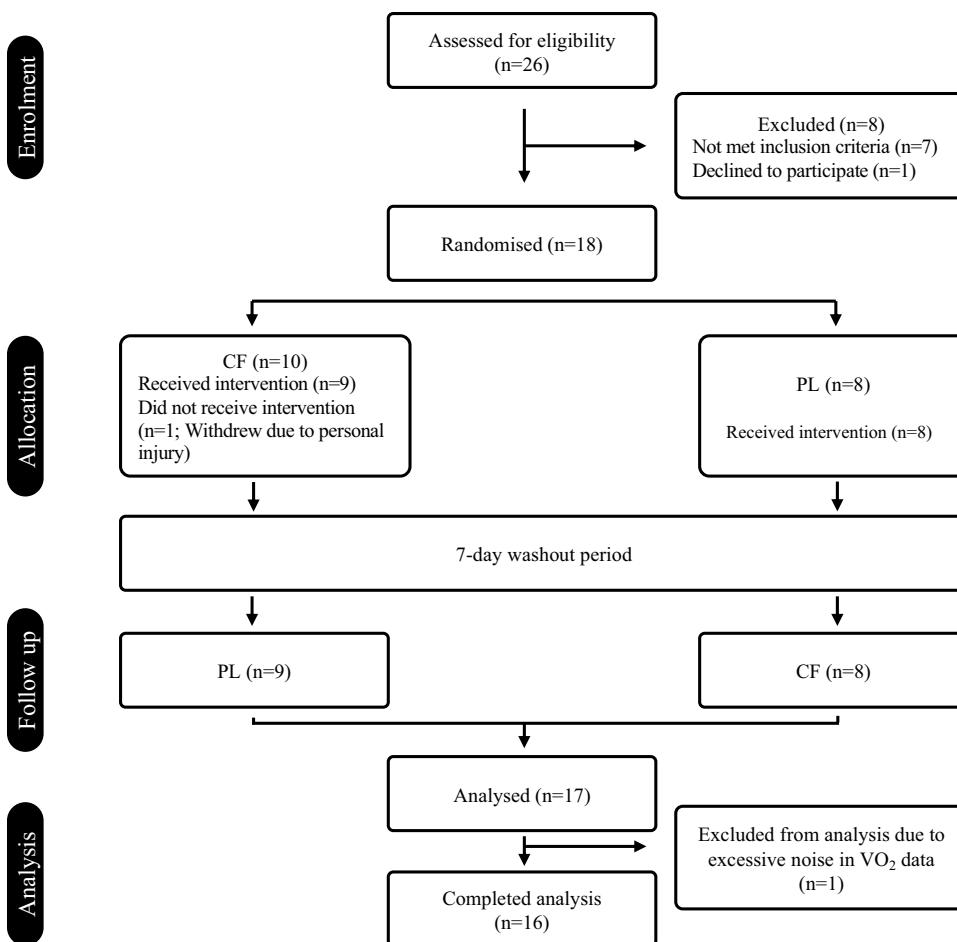 Enrolment
Assessed for eligibility
(n=26)
Excluded (n=8)
Not met inclusion criteria (n=7)
Declined to participate (n=1)
Randomised (n=18)
Allocation
CF (n=10)
Received intervention (n=9)
Did not receive intervention
(n=1; Withdrew due to personal
injury)
PL (n=8)
Received intervention (n=8)
7-day washout period
Follow up
PL (n=9)
CF (n=8)
Analysis
Analysed (n=17)
Excluded from analysis due to
excessive noise in VO₂ data
(n=1)
Completed analysis
(n=16)